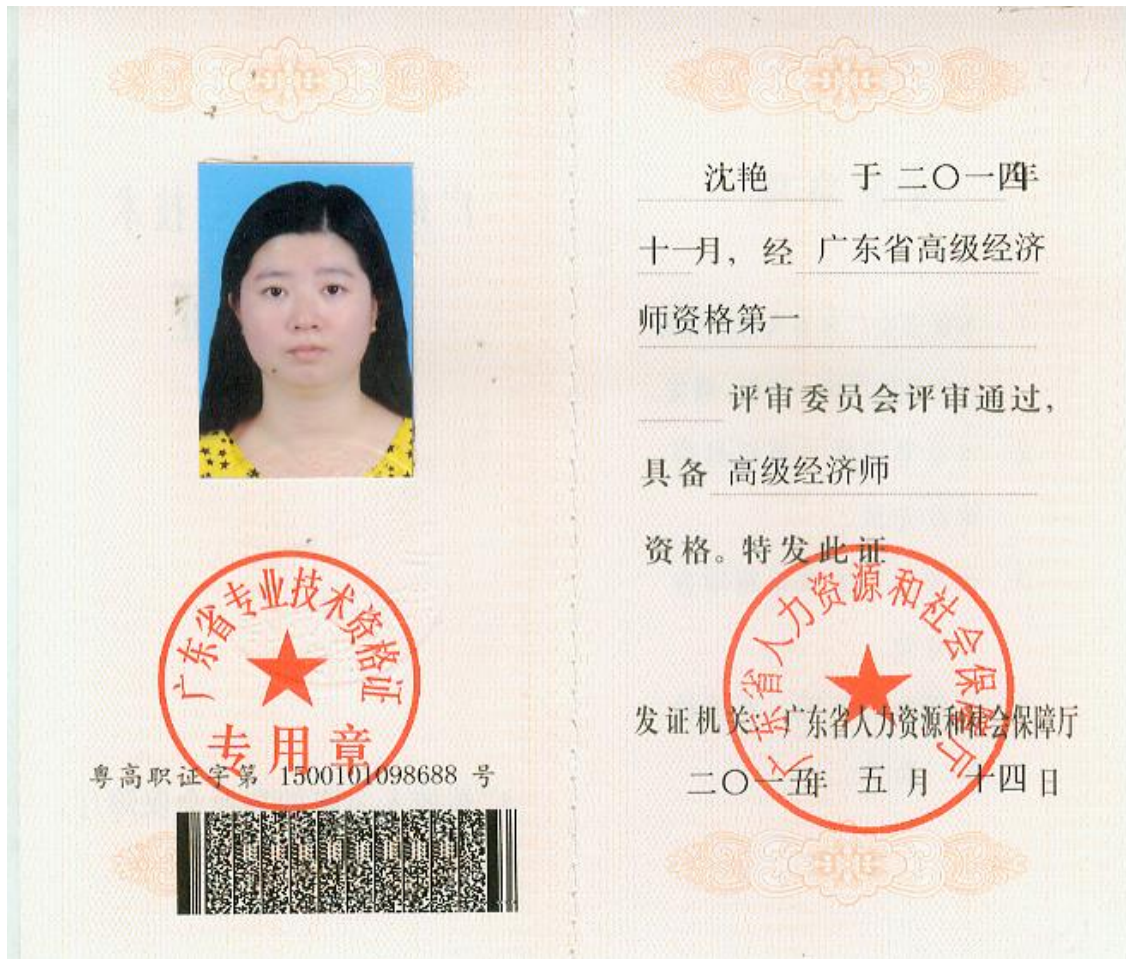 广东省专业技术资格证
专用章
粤高职证字第 1500101098688 号
沈艳 于 二〇一四年
十一月，经 广东省高级经济
师资格第一
评审委员会评审通过，
具备 高级经济师
资格。特发此证
广东省人力资源和社会保障厅
发证机关：广东省人力资源和社会保障厅
二〇一五年 五月 十四日